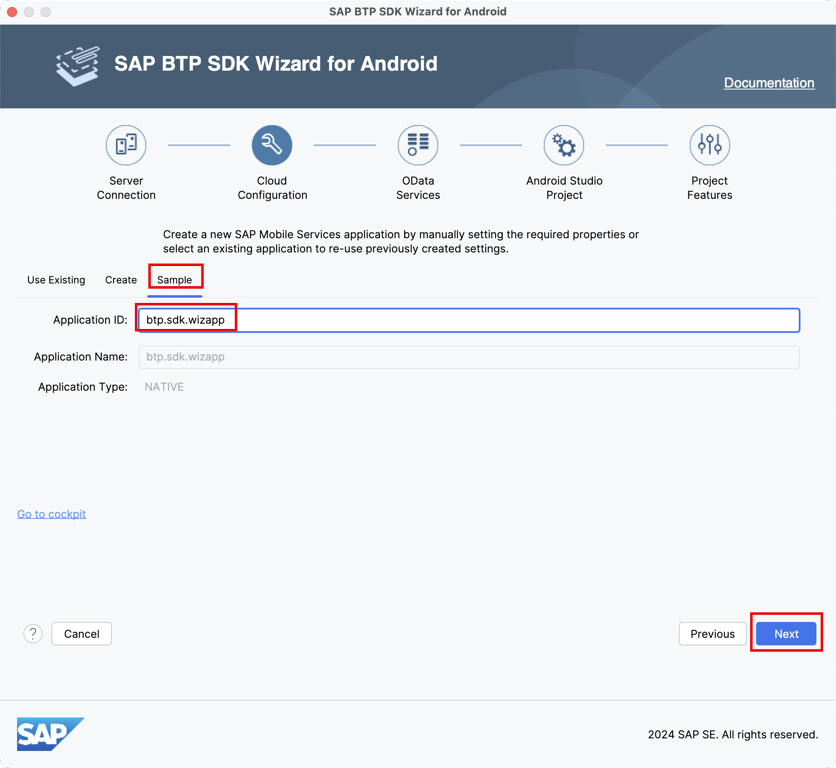 SAP BTP SDK Wizard for Android
SAP BTP SDK Wizard for Android
Documentation
Server
Connection
Cloud
Configuration
OData
Services
Android Studio
Project
Project
Features
Create a new SAP Mobile Services application by manually setting the required properties or
select an existing application to re-use previously created settings.
Use Existing Create Sample
Application ID: btp.sdk.wizapp
Application Name: btp.sdk.wizapp
Application Type: NATIVE
Go to cockpit
? Cancel Previous Next
SAP 2024 SAP SE. All rights reserved.